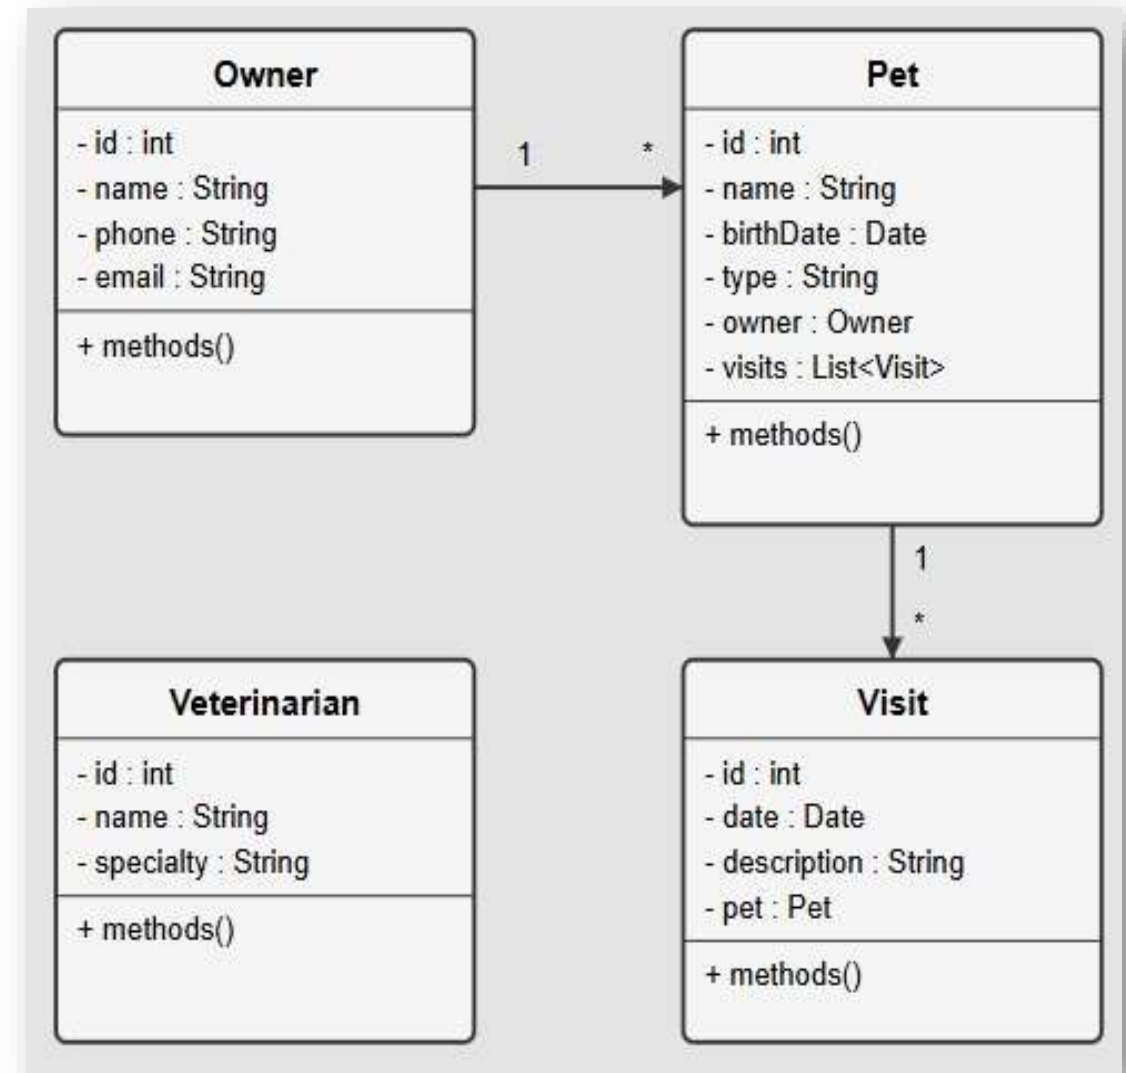 Owner
- id : int
- name : String
- phone : String
- email : String
+ methods()
1
*
Pet
- id : int
- name : String
- birthDate : Date
- type : String
- owner : Owner
- visits : List<Visit>
+ methods()
1
*
Veterinarian
- id : int
- name : String
- specialty : String
+ methods()
Visit
- id : int
- date : Date
- description : String
- pet : Pet
+ methods()